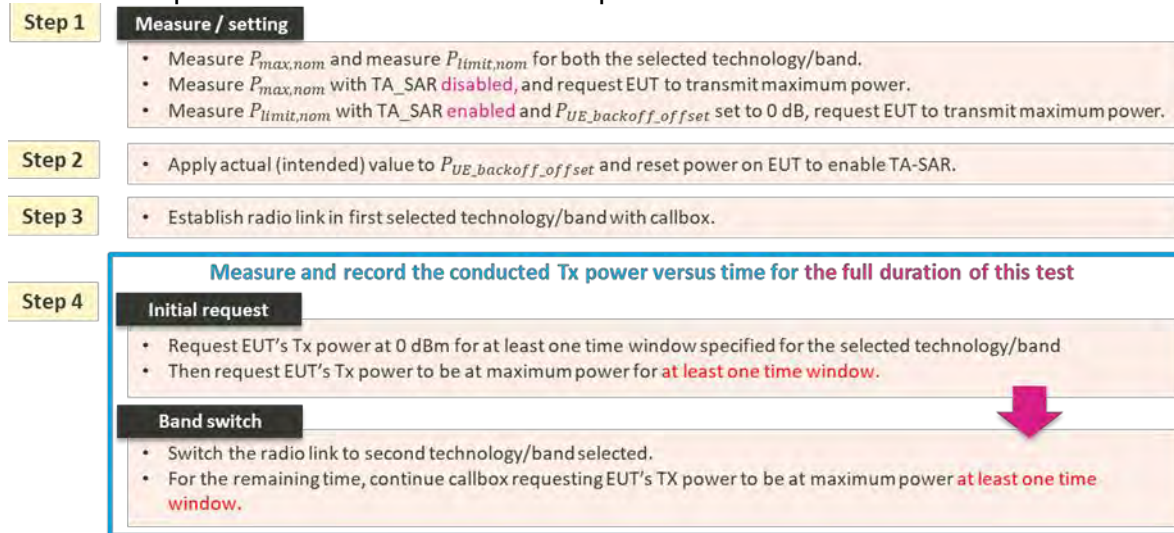 Step 1
Measure / setting
• Measure P_max,nom and measure P_limit,nom for both the selected technology/band.
• Measure P_max,nom with TA_SAR disabled, and request EUT to transmit maximum power.
• Measure P_limit,nom with TA_SAR enabled and P_UE_backoff_offset set to 0 dB, request EUT to transmit maximum power.
Step 2
• Apply actual (intended) value to P_UE_backoff_offset and reset power on EUT to enable TA-SAR.
Step 3
• Establish radio link in first selected technology/band with callbox.
Measure and record the conducted Tx power versus time for the full duration of this test
Step 4
Initial request
• Request EUT's Tx power at 0 dBm for at least one time window specified for the selected technology/band
• Then request EUT's Tx power to be at maximum power for at least one time window.
Band switch
• Switch the radio link to second technology/band selected.
• For the remaining time, continue callbox requesting EUT's TX power to be at maximum power at least one time
window.